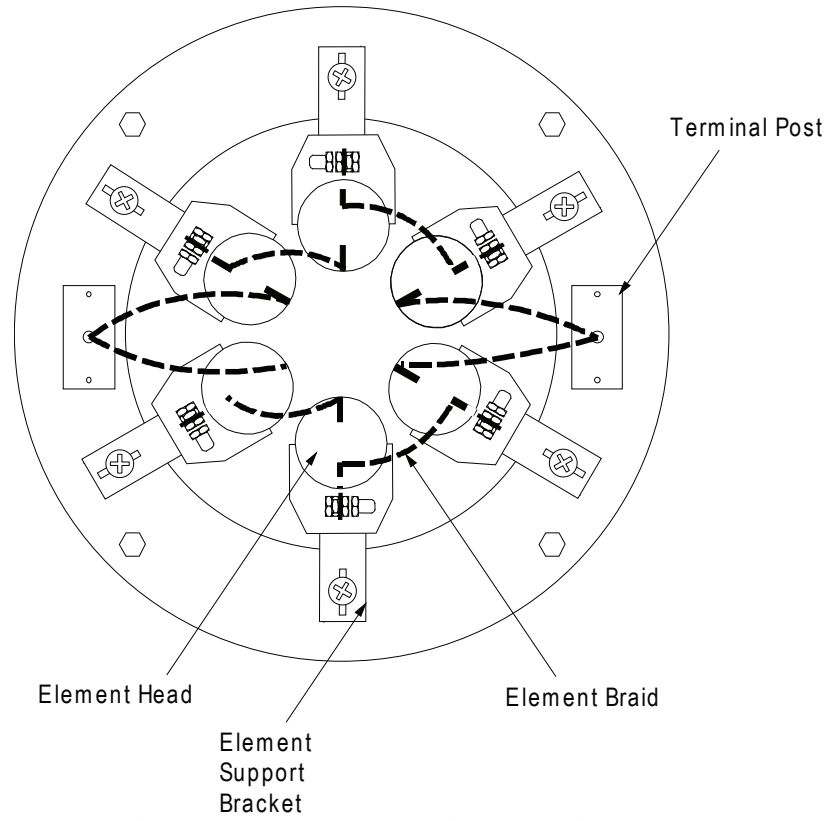 Terminal Post
Element Head
Element Braid
Element
Support
Bracket